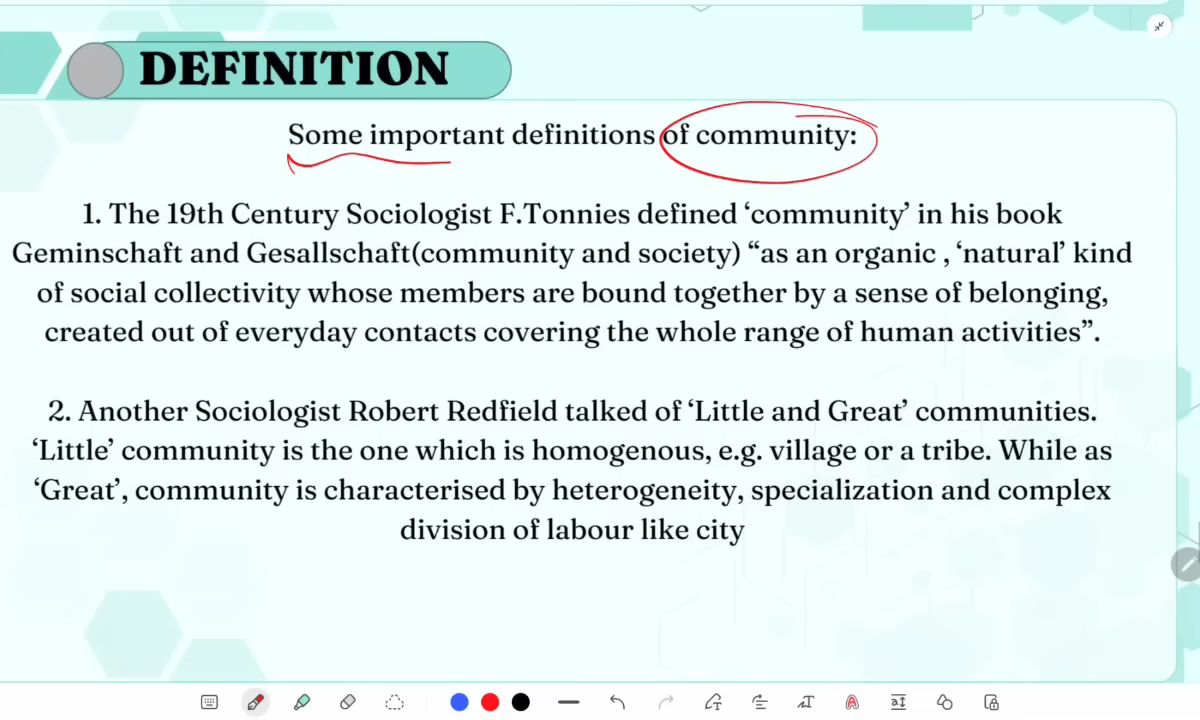 DEFINITION
Some important definitions of community:
1. The 19th Century Sociologist F.Tonnies defined ‘community’ in his book
Geminschaft and Gesallschaft(community and society) “as an organic , ‘natural’ kind
of social collectivity whose members are bound together by a sense of belonging,
created out of everyday contacts covering the whole range of human activities”.
2. Another Sociologist Robert Redfield talked of ‘Little and Great’ communities.
‘Little’ community is the one which is homogenous, e.g. village or a tribe. While as
‘Great’, community is characterised by heterogeneity, specialization and complex
division of labour like city